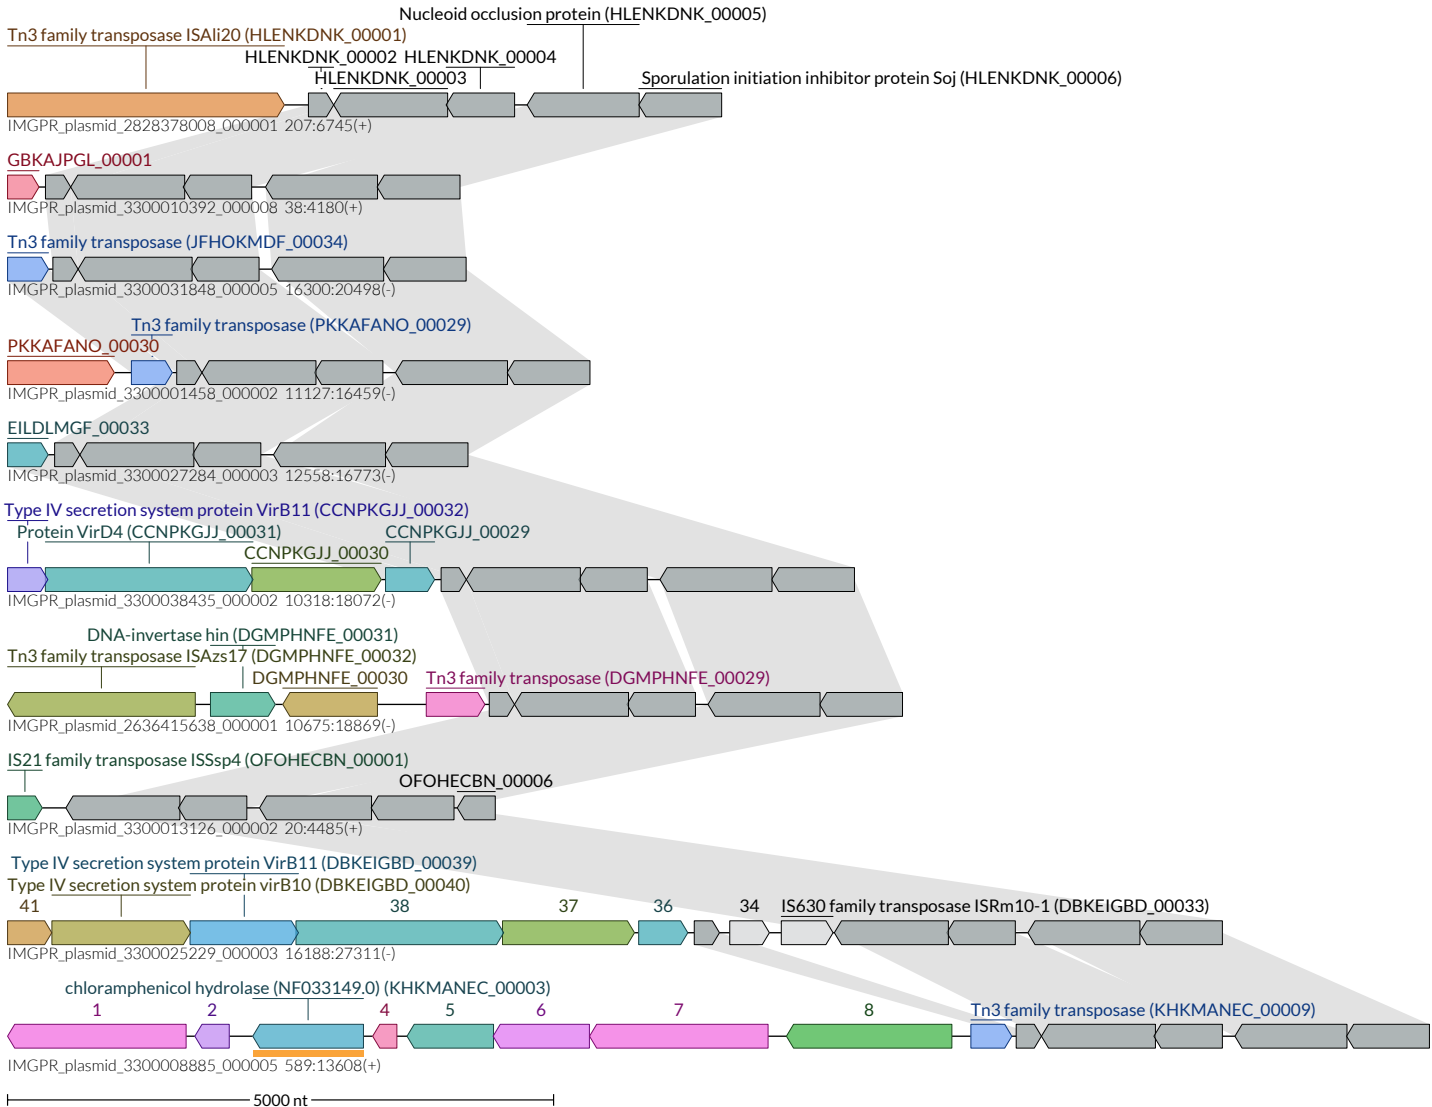 Nucleoid occlusion protein (HLENKDNK_00005)
Tn3 family transposase ISAli20 (HLENKDNK_00001)
HLENKDNK_00002 HLENKDNK_00004
HLENKDNK_00003 Sporulation initiation inhibitor protein Soj (HLENKDNK_00006)
IMGPR_plasmid_2828378008_000001 207:6745(+)
GBKAJPGL_00001
IMGPR_plasmid_3300010392_000008 38:4180(+)
Tn3 family transposase (JFHOKMDF_00034)
IMGPR_plasmid_3300031848_000005 16300:20498(-)
Tn3 family transposase (PKKAFANO_00029)
PKKAFANO_00030
IMGPR_plasmid_3300001458_000002 11127:16459(-)
EILDLMGF_00033
IMGPR_plasmid_3300027284_000003 12558:16773(-)
Type IV secretion system protein VirB11 (CCNPKGJJ_00032)
Protein VirD4 (CCNPKGJJ_00031) CCNPKGJJ_00029
CCNPKGJJ_00030
IMGPR_plasmid_3300038435_000002 10318:18072(-)
DNA-invertase hin (DGMPHNFE_00031)
Tn3 family transposase ISAzs17 (DGMPHNFE_00032)
DGMPHNFE_00030 Tn3 family transposase (DGMPHNFE_00029)
IMGPR_plasmid_2636415638_000001 10675:18869(-)
IS21 family transposase ISSsp4 (OFOHECBN_00001)
OFOHECBN_00006
IMGPR_plasmid_3300013126_000002 20:4485(+)
Type IV secretion system protein VirB11 (DBKEIGBD_00039)
Type IV secretion system protein virB10 (DBKEIGBD_00040)
41 38 37 36 34 IS630 family transposase ISRm10-1 (DBKEIGBD_00033)
IMGPR_plasmid_3300025229_000003 16188:27311(-)
chloramphenicol hydrolase (NF033149.0) (KHKMANEC_00003)
1 2 4 5 6 7 8 Tn3 family transposase (KHKMANEC_00009)
IMGPR_plasmid_3300008885_000005 589:13608(+)
5000 nt